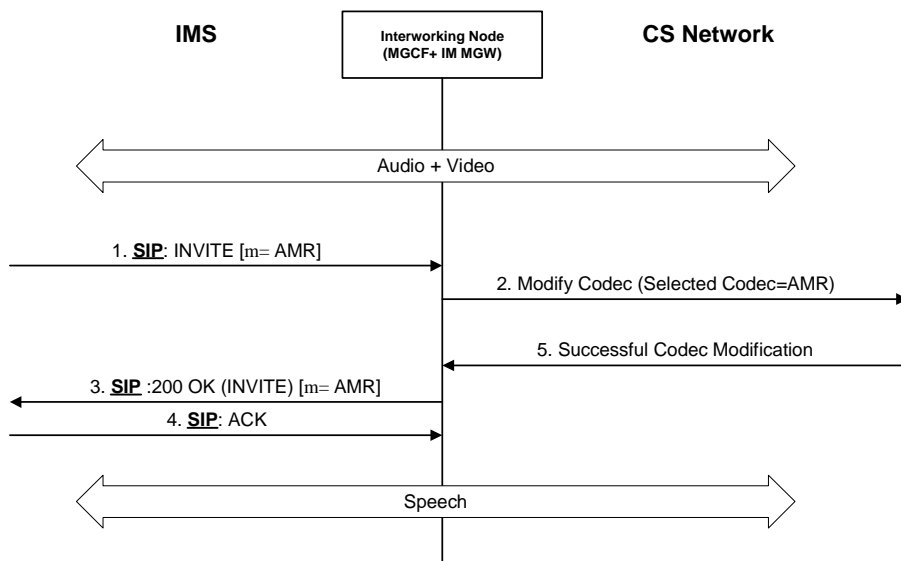 IMS
Interworking Node
(MGCF+ IM MGW)
CS Network
Audio + Video
1. SIP: INVITE [m= AMR]
2. Modify Codec (Selected Codec=AMR)
5. Successful Codec Modification
3. SIP :200 OK (INVITE) [m= AMR]
4. SIP: ACK
Speech